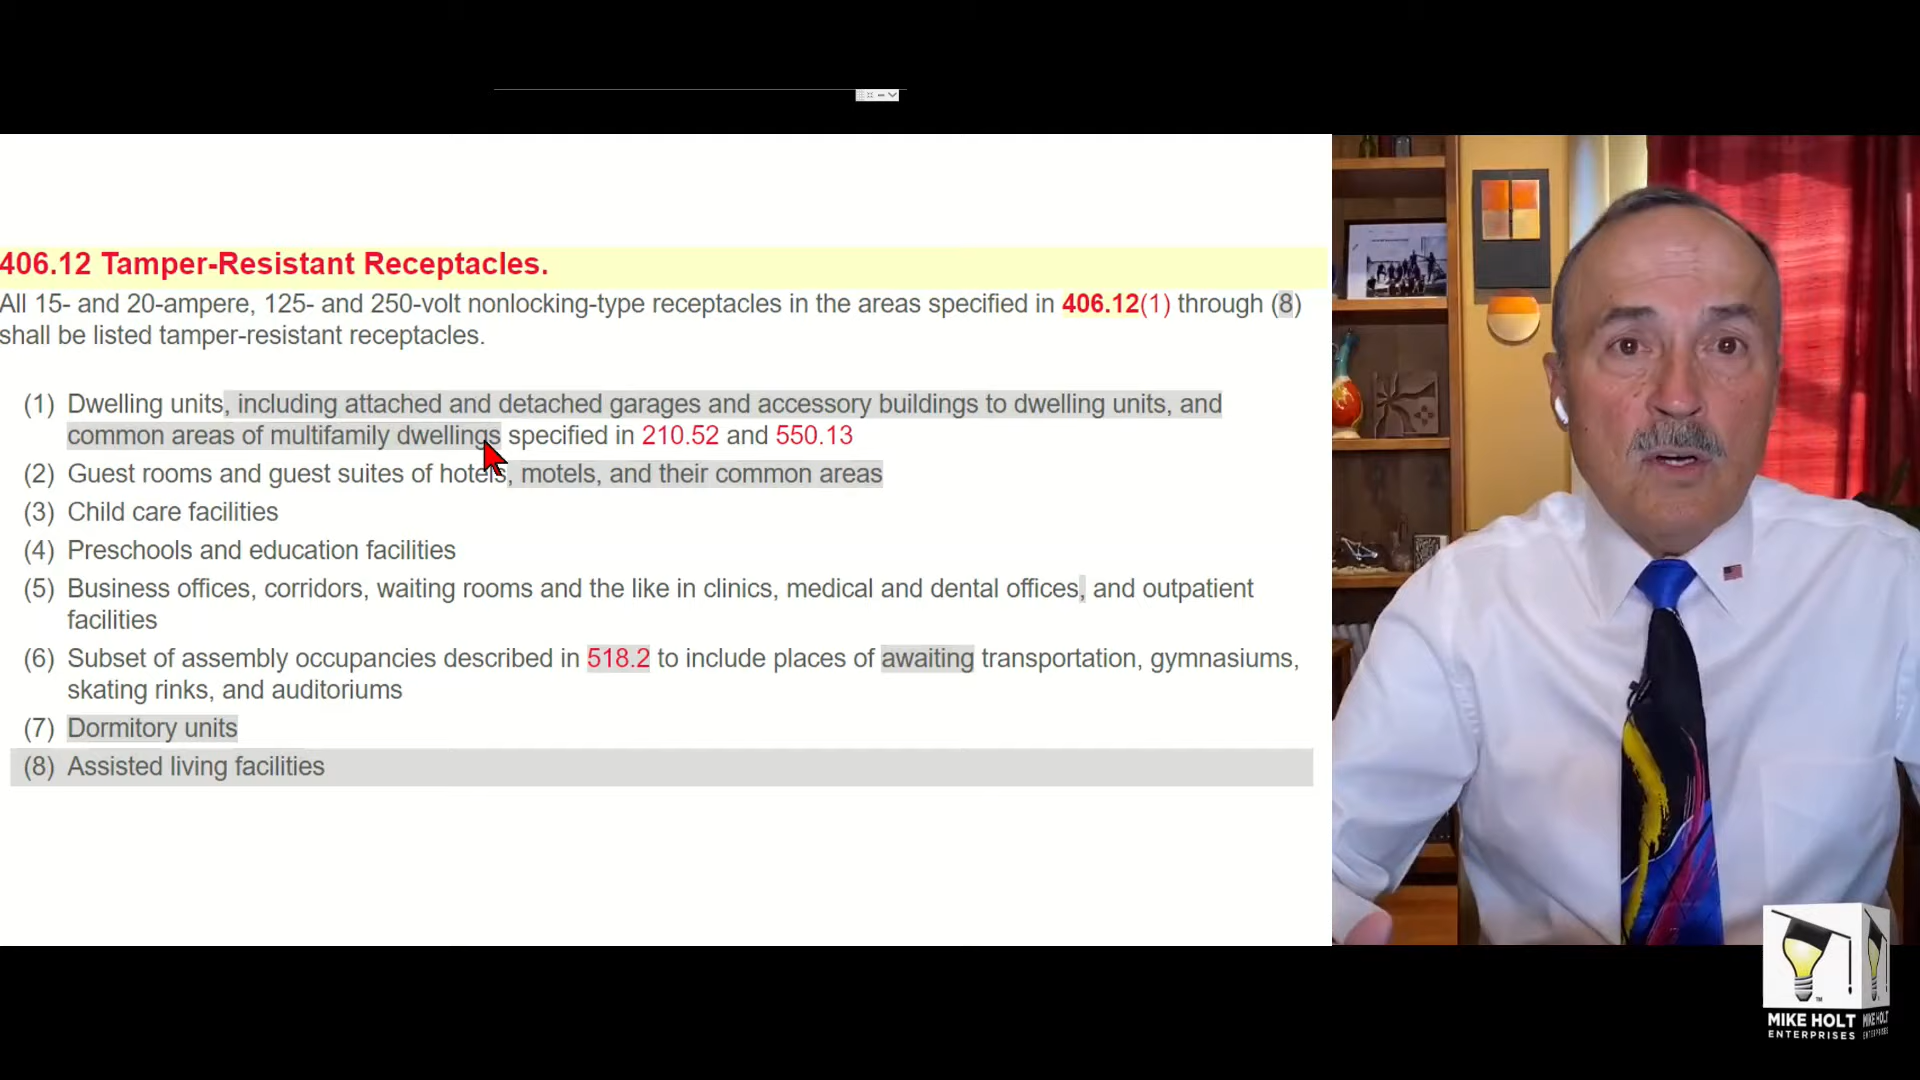 406.12 Tamper-Resistant Receptacles.
All 15- and 20-ampere, 125- and 250-volt nonlocking-type receptacles in the areas specified in 406.12(1) through (8)
shall be listed tamper-resistant receptacles.
(1) Dwelling units, including attached and detached garages and accessory buildings to dwelling units, and
common areas of multifamily dwellings specified in 210.52 and 550.13
(2) Guest rooms and guest suites of hotels, motels, and their common areas
(3) Child care facilities
(4) Preschools and education facilities
(5) Business offices, corridors, waiting rooms and the like in clinics, medical and dental offices, and outpatient
facilities
(6) Subset of assembly occupancies described in 518.2 to include places of awaiting transportation, gymnasiums,
skating rinks, and auditoriums
(7) Dormitory units
(8) Assisted living facilities
TM
MIKE HOLT
ENTERPRISES
MIKE HOLT
ENTERPRISES